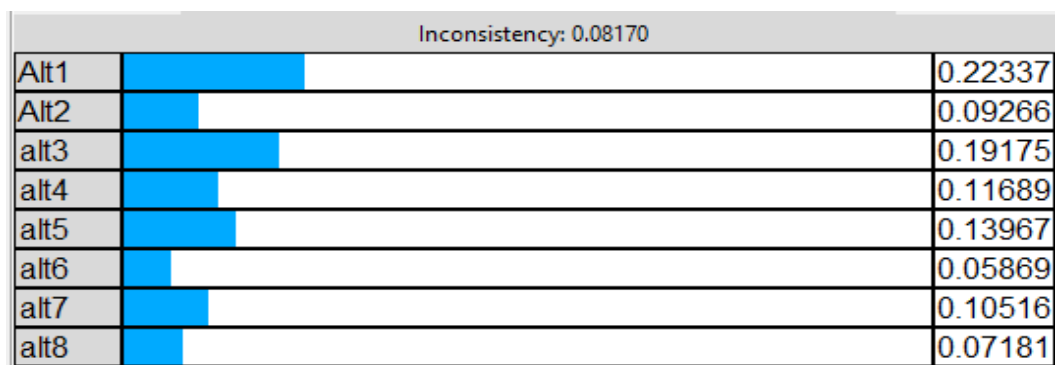 Inconsistency: 0.08170
Alt1 0.22337
Alt2 0.09266
alt3 0.19175
alt4 0.11689
alt5 0.13967
alt6 0.05869
alt7 0.10516
alt8 0.07181